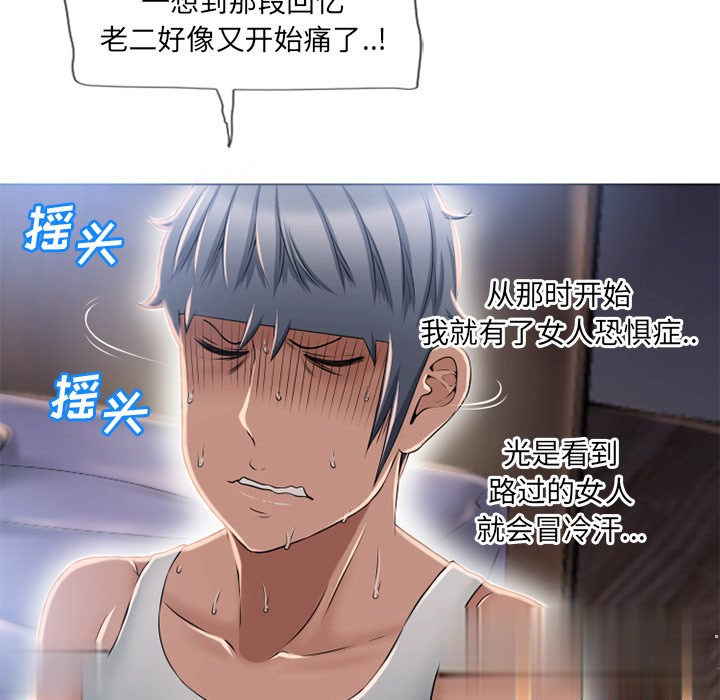 一想到那段回忆
老二好像又开始痛了..!
摇头
从那时开始
我就有了女人恐惧症..
摇头
光是看到
路过的女人
就会冒冷汗...